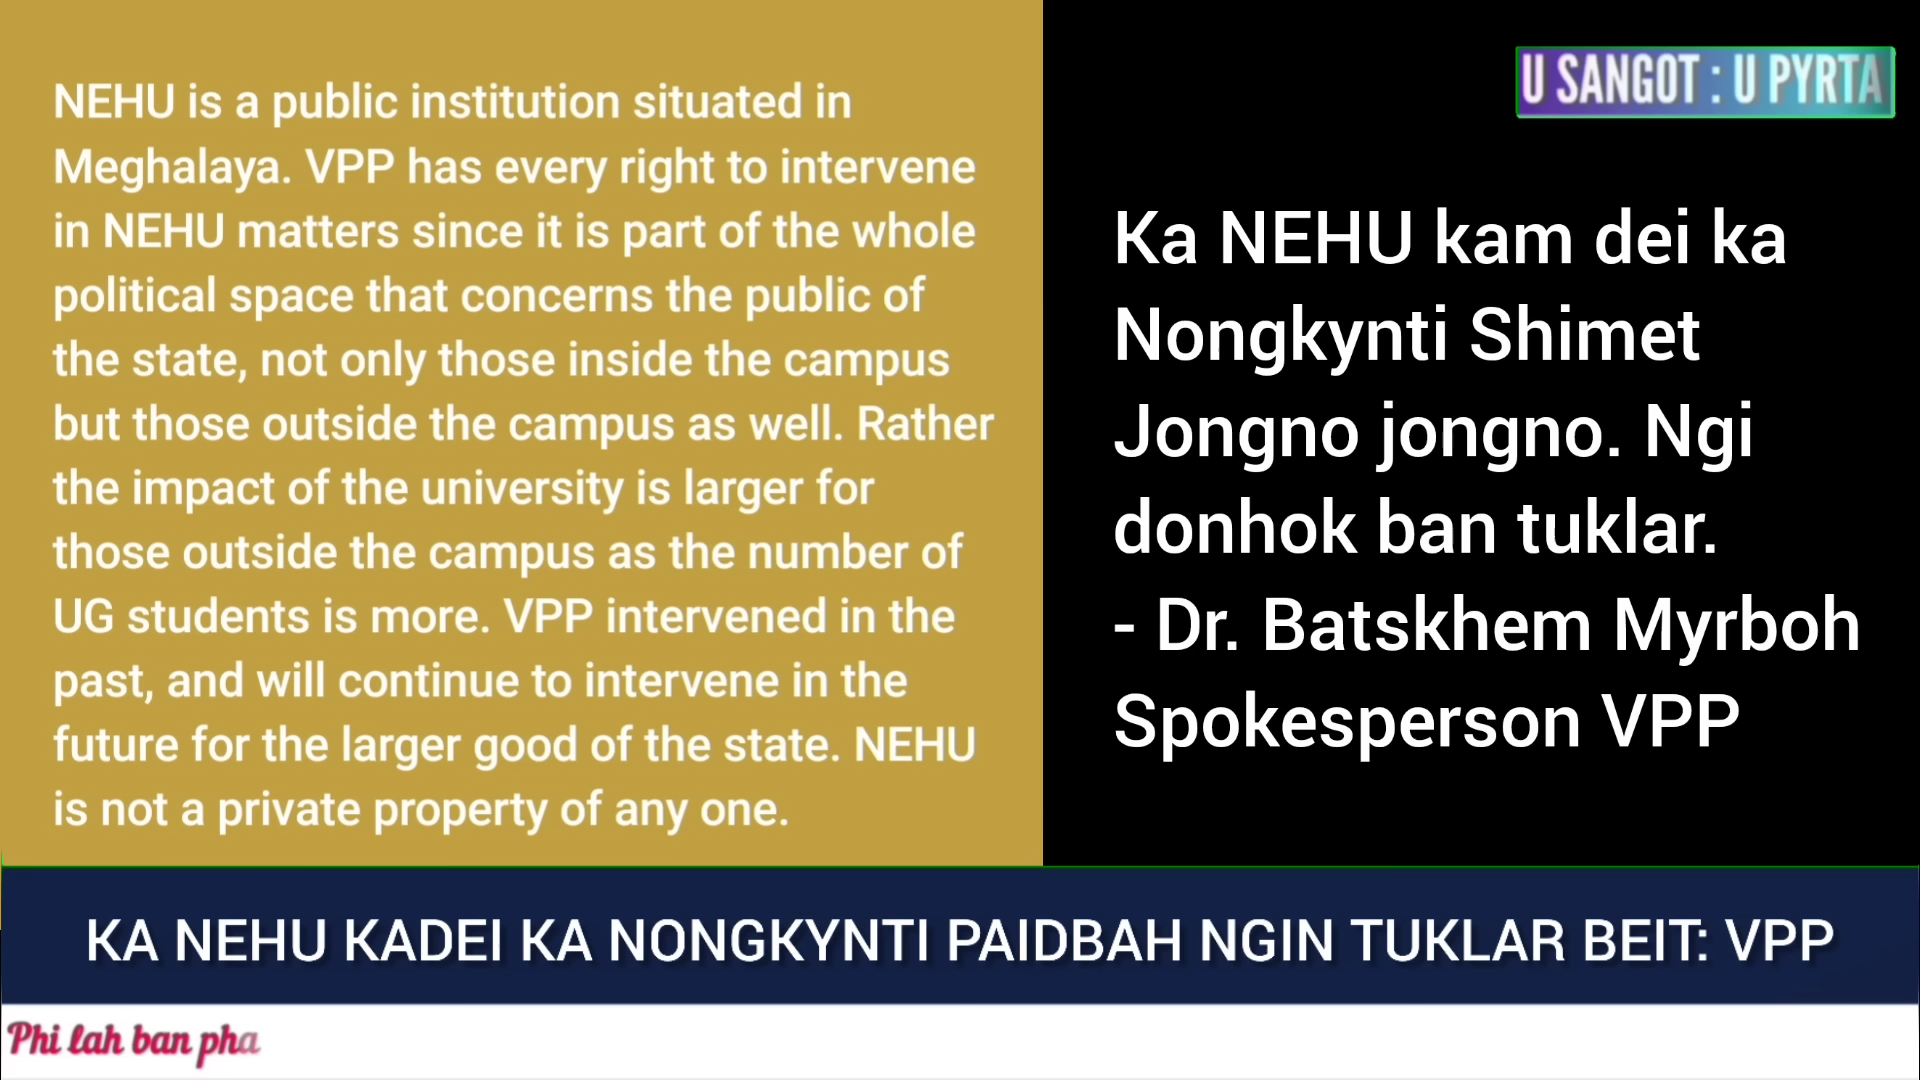 NEHU is a public institution situated in
Meghalaya. VPP has every right to intervene
in NEHU matters since it is part of the whole
political space that concerns the public of
the state, not only those inside the campus
but those outside the campus as well. Rather
the impact of the university is larger for
those outside the campus as the number of
UG students is more. VPP intervened in the
past, and will continue to intervene in the
future for the larger good of the state. NEHU
is not a private property of any one.
U SANGOT : U PYRTA
Ka NEHU kam dei ka
Nongkynti Shimet
Jongno jongno. Ngi
donhok ban tuklar.
- Dr. Batskhem Myrboh
Spokesperson VPP
KA NEHU KADEI KA NONGKYNTI PAIDBAH NGIN TUKLAR BEIT: VPP
Phi lah ban pha